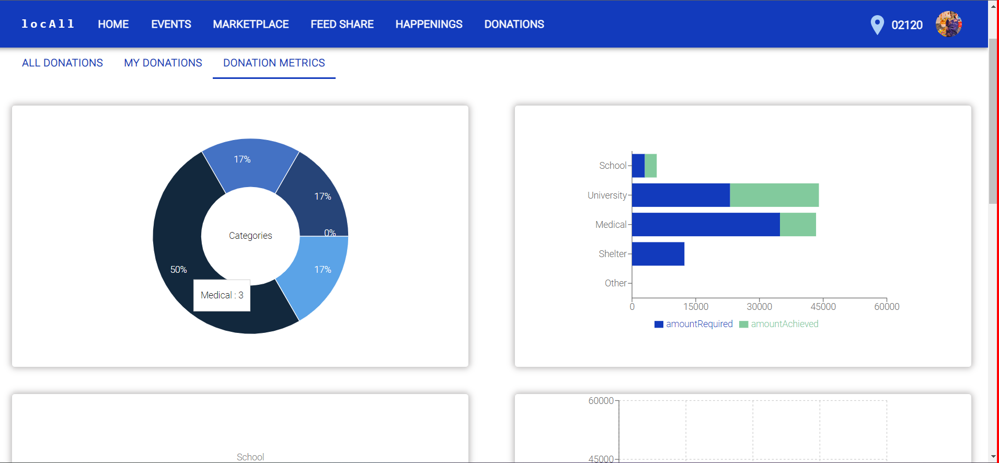 locAll HOME EVENTS MARKETPLACE FEED SHARE HAPPENINGS DONATIONS 02120
ALL DONATIONS MY DONATIONS DONATION METRICS
17%
17%
0%
Categories
50%
17%
Medical : 3
School
University
Medical
Shelter
Other
0 15000 30000 45000 60000
amountRequired amountAchieved
School
60000
45000